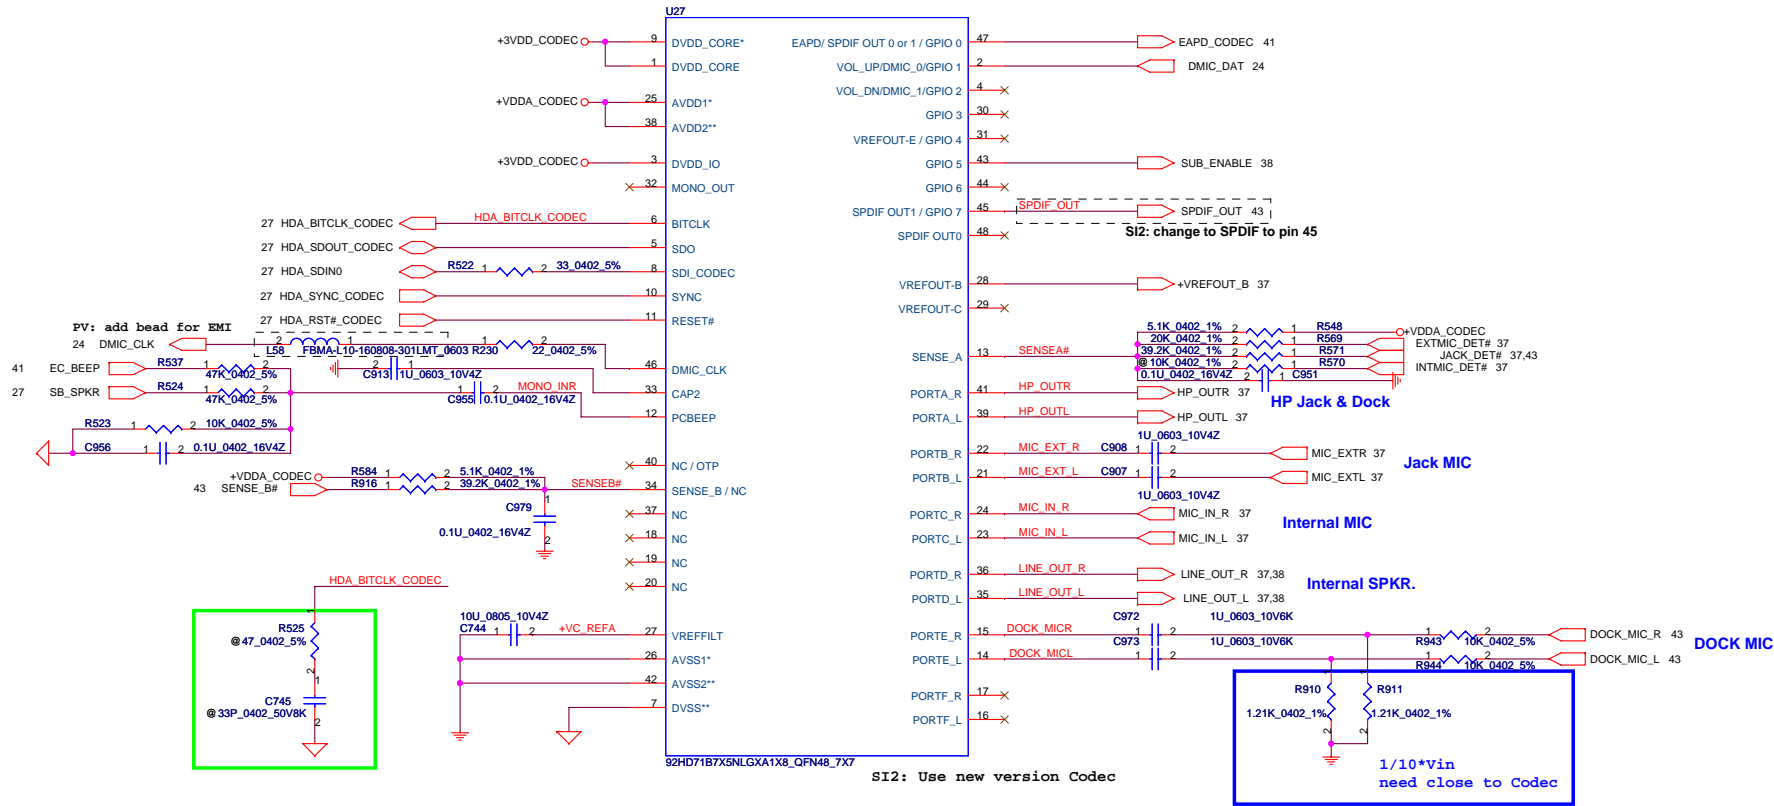 U27
+3VDD_CODEC 9 DVDD_CORE* EAPD/ SPDIF OUT 0 or 1 / GPIO 0 47 EAPD_CODEC 41
1 DVDD_CORE VOL_UP/DMIC_0/GPIO 1 2 DMIC_DAT 24
VOL_DN/DMIC_1/GPIO 2 4
+VDDA_CODEC 25 AVDD1* GPIO 3 30
38 AVDD2** VREFOUT-E / GPIO 4 31
+3VDD_CODEC 3 DVDD_IO GPIO 5 43 SUB_ENABLE 38
32 MONO_OUT GPIO 6 44
27 HDA_BITCLK_CODEC HDA_BITCLK_CODEC 6 BITCLK SPDIF OUT1 / GPIO 7 45 SPDIF_OUT SPDIF_OUT 43
SI2: change to SPDIF to pin 45
27 HDA_SDOUT_CODEC 5 SDO SPDIF OUT0 48
27 HDA_SDIN0 R522 1 2 33_0402_5% 8 SDI_CODEC VREFOUT-B 28 +VREFOUT_B 37
27 HDA_SYNC_CODEC 10 SYNC VREFOUT-C 29
27 HDA_RST#_CODEC 11 RESET#
PV: add bead for EMI
24 DMIC_CLK 2 1 L58 FBMA-L10-160808-301LMT_0603 R230 1 2 22_0402_5% 46 DMIC_CLK
5.1K_0402_1% 2 1 R548 +VDDA_CODEC
20K_0402_1% 2 1 R569 EXTMIC_DET# 37
SENSE_A 13 SENSEA# 39.2K_0402_1% 2 1 R571 JACK_DET# 37,43
@ 10K_0402_1% 2 1 R570 INTMIC_DET# 37
0.1U_0402_16V4Z 2 1 C951
41 EC_BEEP R537 1 2 47K_0402_5%
2 1 C913 1U_0603_10V4Z 33 CAP2
27 SB_SPKR R524 1 2 47K_0402_5% 1 2 MONO_INR C955 0.1U_0402_16V4Z 12 PCBEEP
R523 1 2 10K_0402_5%
C956 1 2 0.1U_0402_16V4Z
PORTA_R 41 HP_OUTR HP_OUTR 37
HP Jack & Dock
PORTA_L 39 HP_OUTL HP_OUTL 37
1U_0603_10V4Z
PORTB_R 22 MIC_EXT_R C908 1 2 MIC_EXTR 37
Jack MIC
PORTB_L 21 MIC_EXT_L C907 1 2 MIC_EXTL 37
1U_0603_10V4Z
40 NC / OTP
+VDDA_CODEC R584 1 2 5.1K_0402_1%
43 SENSE_B# R916 1 2 39.2K_0402_1% SENSEB# 34 SENSE_B / NC
1 C979 2
0.1U_0402_16V4Z
37 NC PORTC_R 24 MIC_IN_R MIC_IN_R 37
Internal MIC
18 NC PORTC_L 23 MIC_IN_L MIC_IN_L 37
19 NC PORTD_R 36 LINE_OUT_R LINE_OUT_R 37,38
Internal SPKR.
20 NC PORTD_L 35 LINE_OUT_L LINE_OUT_L 37,38
HDA_BITCLK_CODEC
1 R525 2
@ 47_0402_5%
1 C745 2
@ 33P_0402_50V8K
10U_0805_10V4Z
C744 1 2 +VC_REFA 27 VREFFILT
26 AVSS1*
42 AVSS2**
7 DVSS**
C972 1U_0603_10V6K
PORTE_R 15 DOCK_MICR 1 2 R943 1 2 10K_0402_5% DOCK_MIC_R 43
C973 1U_0603_10V6K
DOCK MIC
PORTE_L 14 DOCK_MICL 1 2 R944 1 2 10K_0402_5% DOCK_MIC_L 43
PORTF_R 17
PORTF_L 16
1 R910 2 1 R911 2
1.21K_0402_1% 1.21K_0402_1%
1/10*Vin
need close to Codec
92HD71B7X5NLGXA1X8_QFN48_7X7
SI2: Use new version Codec